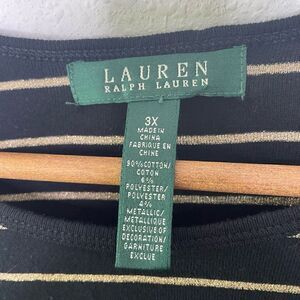 LAUREN
RALPH LAUREN
3X
MADE IN
CHINA
FABRIQUE EN
CHINE
90%COTTON/
COTON
6%
POLYESTER/
POLYESTER
4%
METALLIC/
METALLIQUE
EXCLUSIVE OF
DECORATION/
GARNITURE
EXCLUE